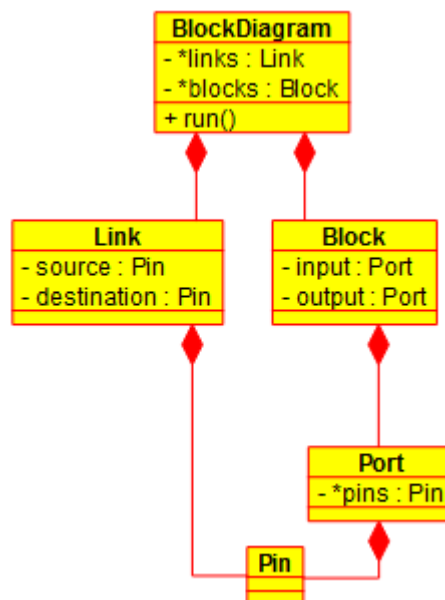 BlockDiagram
- *links : Link
- *blocks : Block
+ run()
Link
- source : Pin
- destination : Pin
Block
- input : Port
- output : Port
Port
- *pins : Pin
Pin